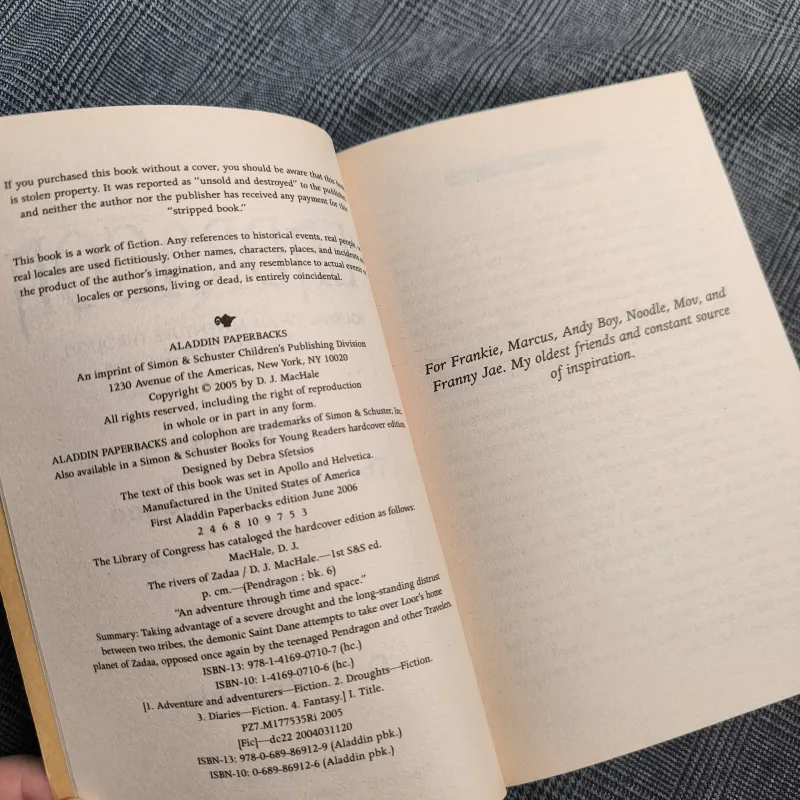 If you purchased this book without a cover, you should be aware that this book
is stolen property. It was reported as “unsold and destroyed” to the publisher,
and neither the author nor the publisher has received any payment for this
“stripped book.”
This book is a work of fiction. Any references to historical events, real people,
real locales are used fictitiously. Other names, characters, places, and incidents
the product of the author’s imagination, and any resemblance to actual events or
locales or persons, living or dead, is entirely coincidental.
ALADDIN PAPERBACKS
An imprint of Simon & Schuster Children’s Publishing Division
1230 Avenue of the Americas, New York, NY 10020
Copyright © 2005 by D. J. MacHale
All rights reserved, including the right of reproduction
in whole or in part in any form.
ALADDIN PAPERBACKS and colophon are trademarks of Simon & Schuster, Inc.
Also available in a Simon & Schuster Books for Young Readers hardcover edition.
Designed by Debra Sfetsios
The text of this book was set in Apollo and Helvetica.
Manufactured in the United States of America
First Aladdin Paperbacks edition June 2006
2 4 6 8 10 9 7 5 3
The Library of Congress has cataloged the hardcover edition as follows:
MacHale, D. J.
The rivers of Zadaa / D. J. MacHale.—1st S&S ed.
p. cm.—(Pendragon ; bk. 6)
“An adventure through time and space.”
Summary: Taking advantage of a severe drought and the long-standing distrust
between two tribes, the demonic Saint Dane attempts to take over Loor’s home
planet of Zadaa, opposed once again by the teenaged Pendragon and other Travelers.
ISBN-13: 978-1-4169-0710-7 (hc.)
ISBN-10: 1-4169-0710-6 (hc.)
[1. Adventure and adventurers—Fiction. 2. Droughts—Fiction.
3. Diaries—Fiction. 4. Fantasy.] I. Title.
PZ7.M177535Ri 2005
[Fic]—dc22 2004031120
ISBN-13: 978-0-689-86912-9 (Aladdin pbk.)
ISBN-10: 0-689-86912-6 (Aladdin pbk.)
For Frankie, Marcus, Andy Boy, Noodle, Mov, and
Franny Jae. My oldest friends and constant source
of inspiration.